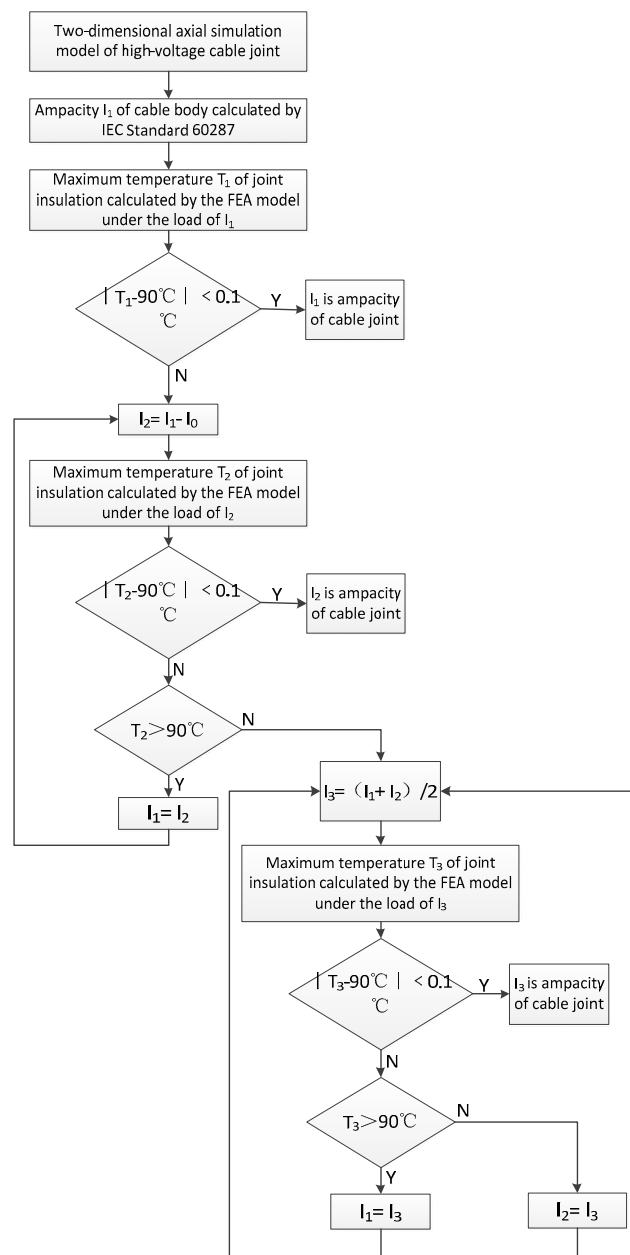 Two-dimensional axial simulation
model of high-voltage cable joint
Ampacity I₁ of cable body calculated by
IEC Standard 60287
Maximum temperature T₁ of joint
insulation calculated by the FEA model
under the load of I₁
| T₁-90℃ | <0.1
℃
Y
I₁ is ampacity
of cable joint
N
I₂= I₁- I₀
Maximum temperature T₂ of joint
insulation calculated by the FEA model
under the load of I₂
| T₂-90℃ | <0.1
℃
Y
I₂ is ampacity
of cable joint
N
T₂>90℃
N
Y
I₁= I₂
I₃=（I₁+ I₂）/2
Maximum temperature T₃ of joint
insulation calculated by the FEA model
under the load of I₃
| T₃-90℃ | <0.1
℃
Y
I₃ is ampacity
of cable joint
N
T₃>90℃
N
Y
I₁= I₃
I₂= I₃